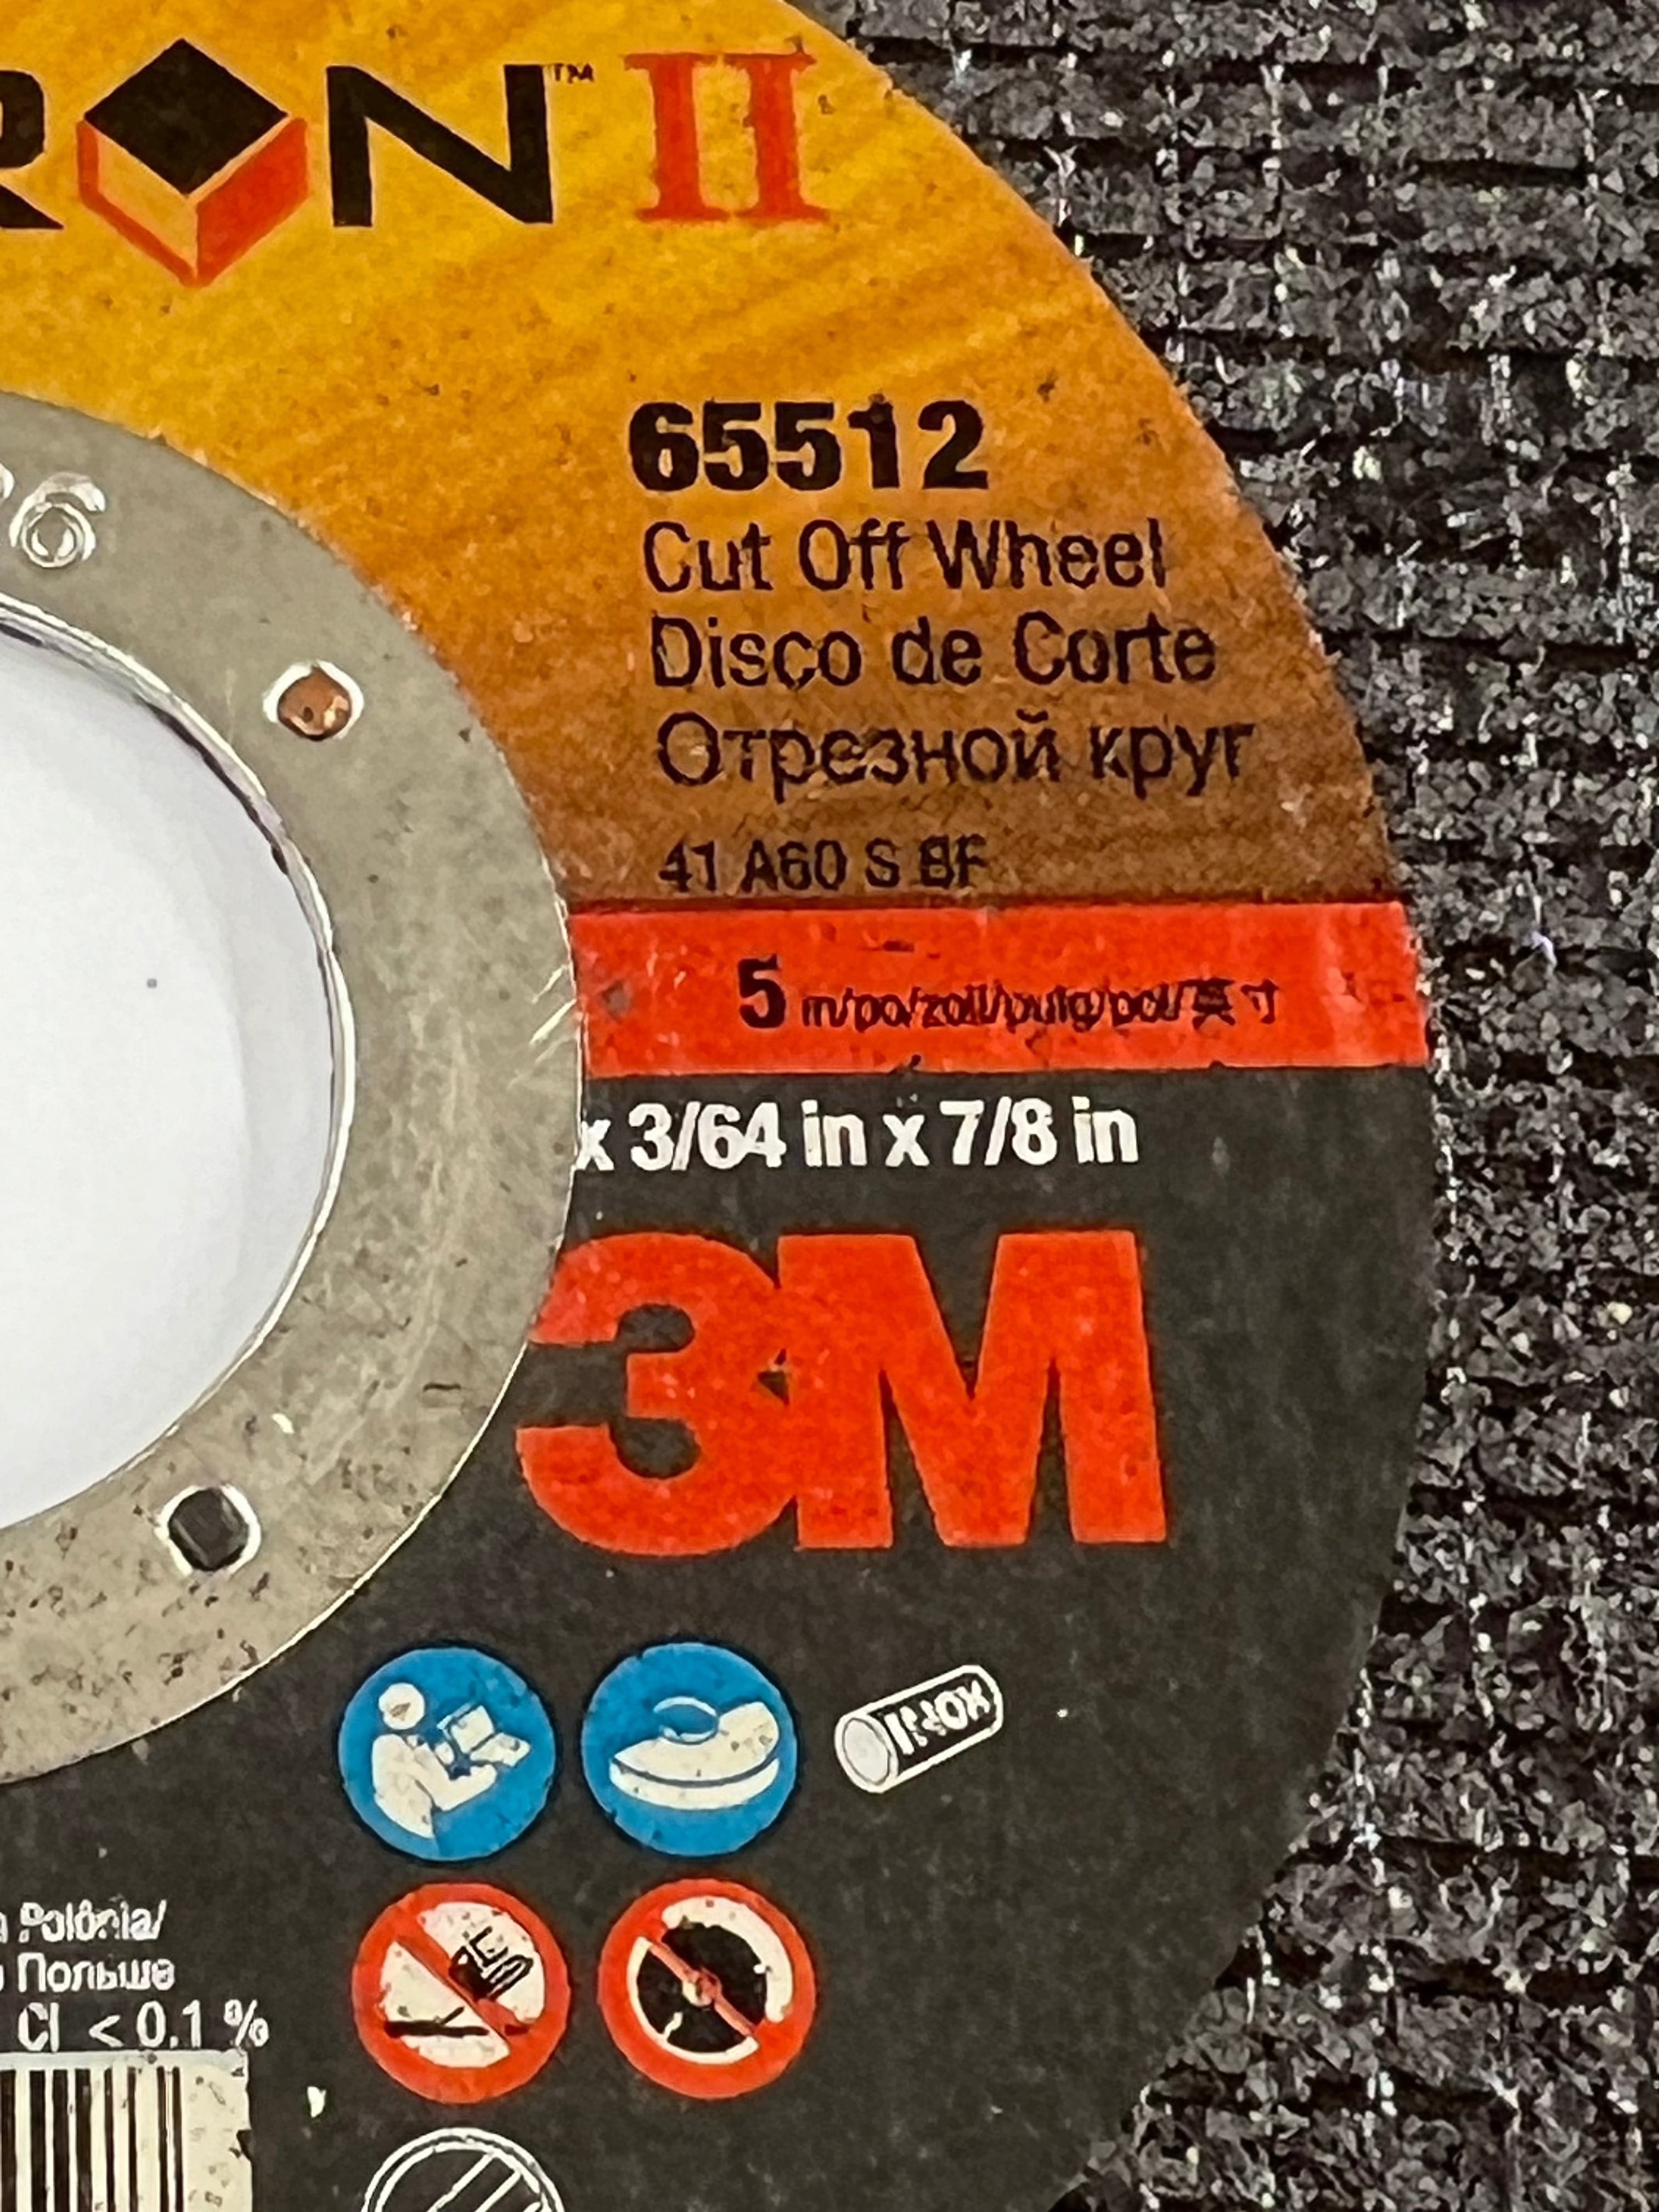 RON™ II
65512
Cut Off Wheel
Disco de Corte
Отрезной круг
41 A60 S BF
5 in/po/zoll/pulg/pol/英寸
x 3/64 in x 7/8 in
3M
INOX
Polônia/
Польше
Cl < 0.1 %